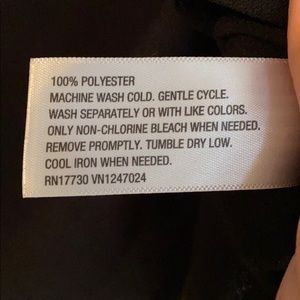 100% POLYESTER
MACHINE WASH COLD. GENTLE CYCLE.
WASH SEPARATELY OR WITH LIKE COLORS.
ONLY NON-CHLORINE BLEACH WHEN NEEDED.
REMOVE PROMPTLY. TUMBLE DRY LOW.
COOL IRON WHEN NEEDED.
RN17730 VN1247024